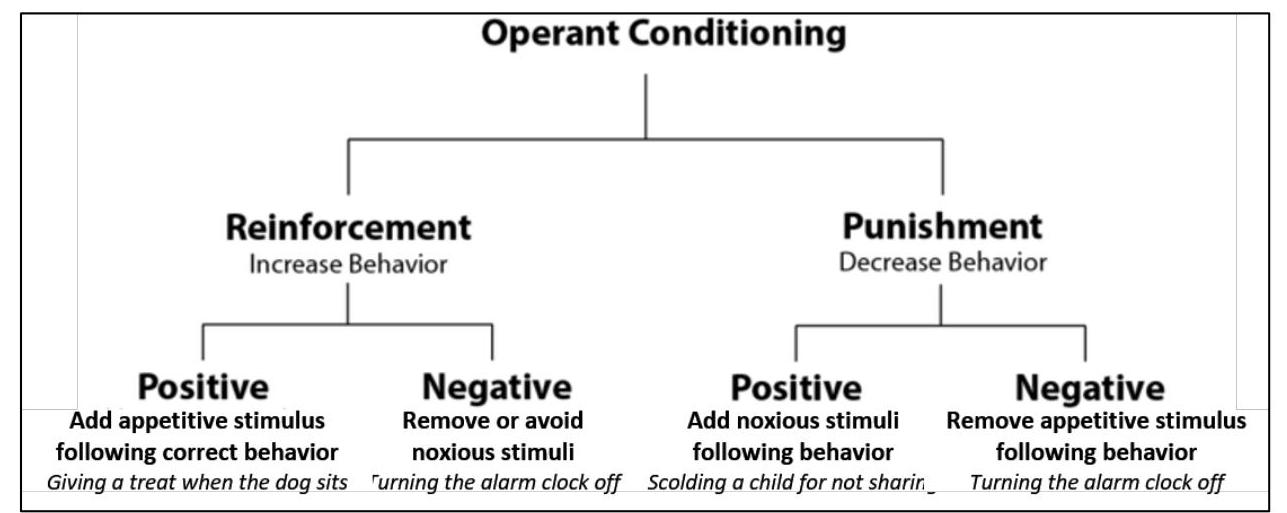 Operant Conditioning
Reinforcement
Increase Behavior
Punishment
Decrease Behavior
Positive
Add appetitive stimulus
following correct behavior
Giving a treat when the dog sits
Negative
Remove or avoid
noxious stimuli
Turning the alarm clock off
Positive
Add noxious stimuli
following behavior
Scolding a child for not sharing
Negative
Remove appetitive stimulus
following behavior
Turning the alarm clock off